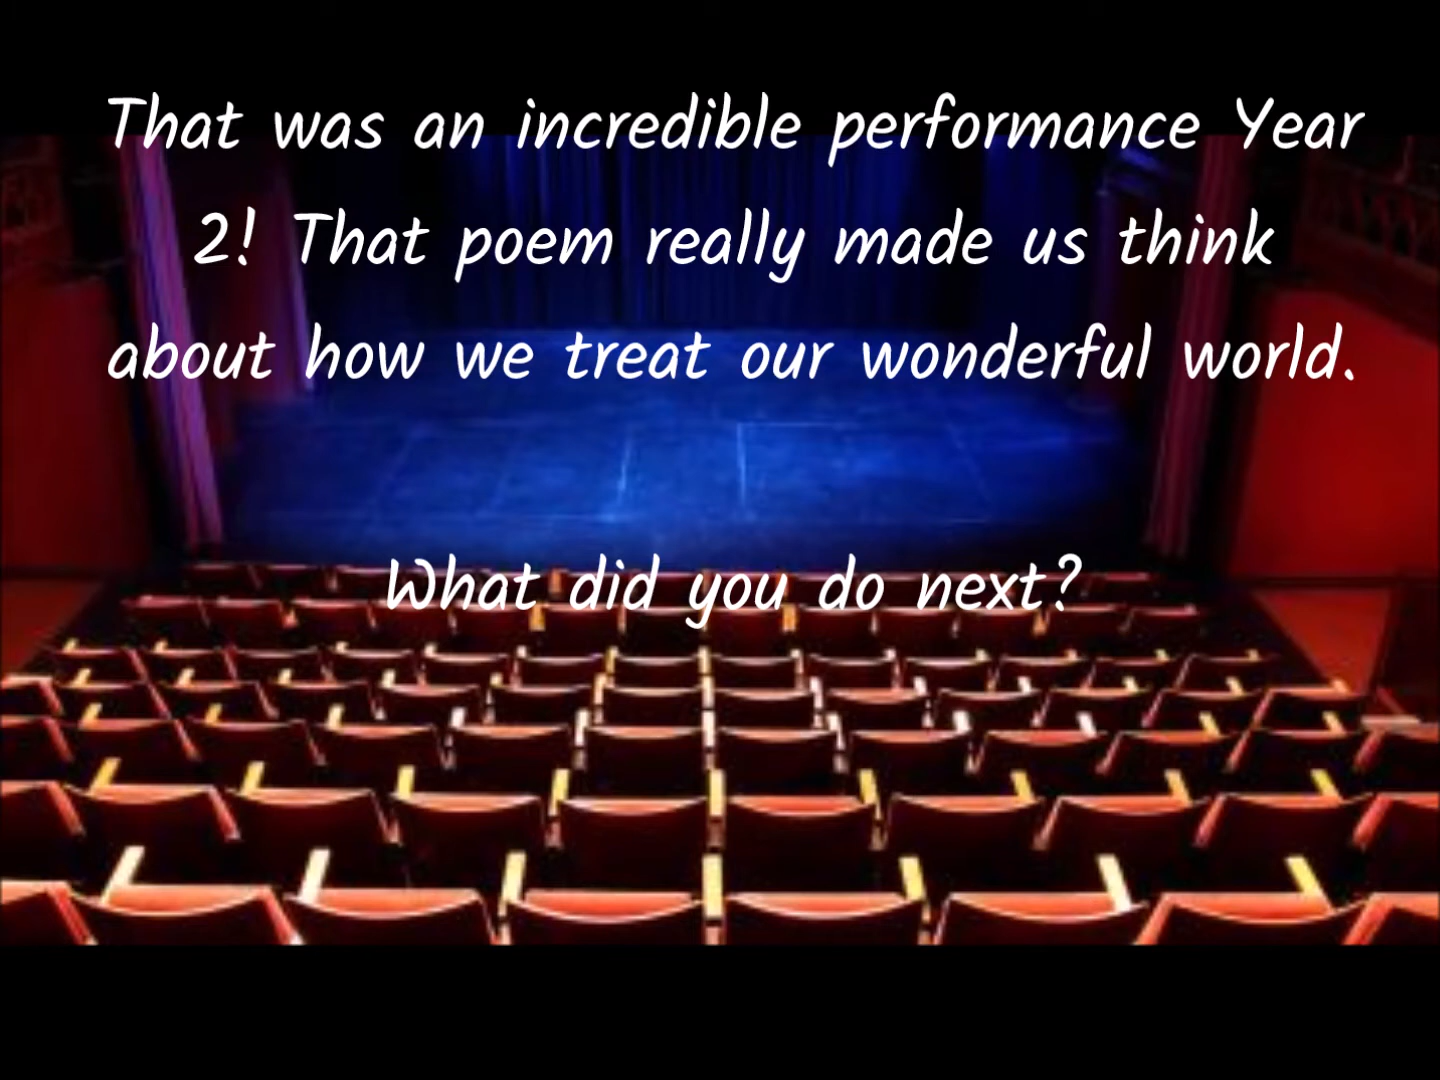 That was an incredible performance Year
2! That poem really made us think
about how we treat our wonderful world.
What did you do next?